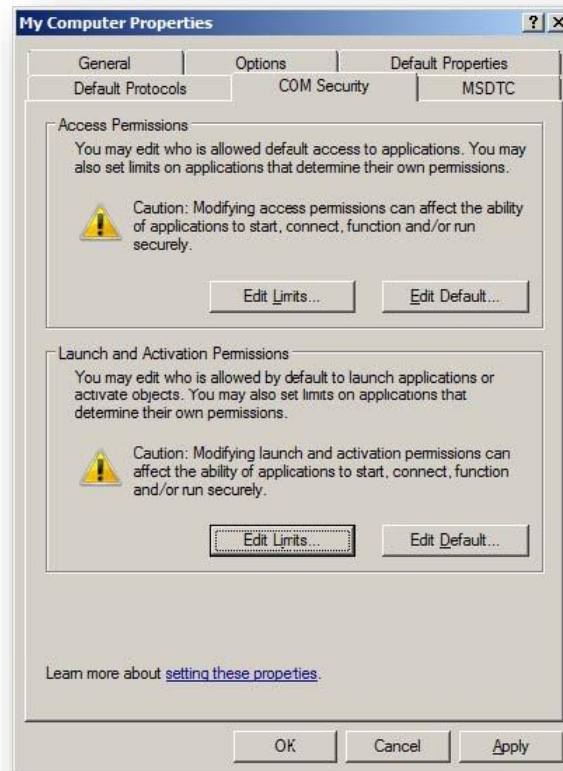 My Computer Properties
General Options Default Properties
Default Protocols COM Security MSDTC
Access Permissions
You may edit who is allowed default access to applications. You may
also set limits on applications that determine their own permissions.
Caution: Modifying access permissions can affect the ability
of applications to start, connect, function and/or run
securely.
Edit Limits... Edit Default...
Launch and Activation Permissions
You may edit who is allowed by default to launch applications or
activate objects. You may also set limits on applications that
determine their own permissions.
Caution: Modifying launch and activation permissions can
affect the ability of applications to start, connect, function
and/or run securely.
Edit Limits... Edit Default...
Learn more about setting these properties.
OK Cancel Apply